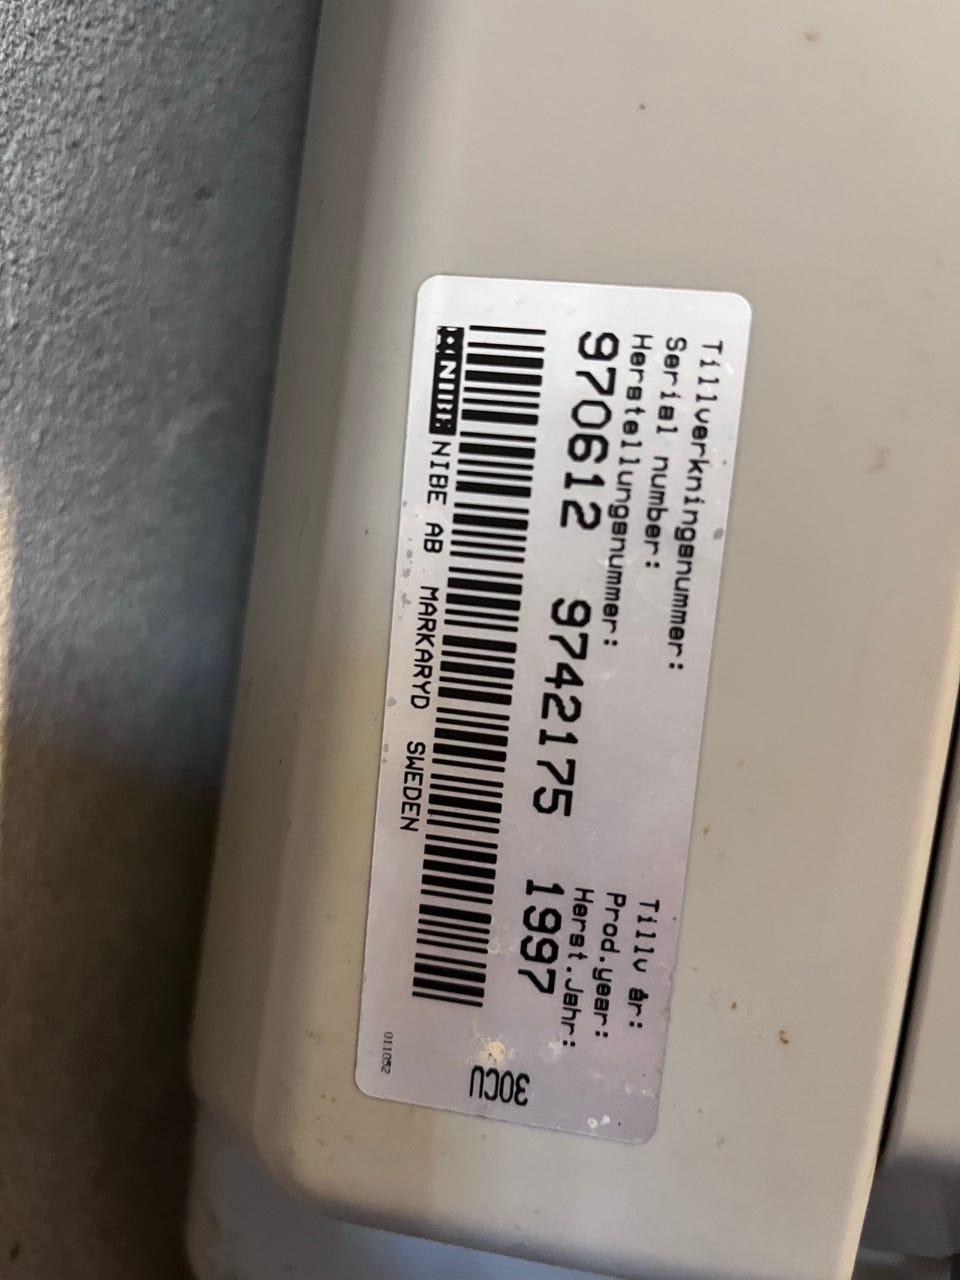 Tillverkningsnummer:
Serial number:
Herstellungsnummer:
970612 9742175
Tillv år:
Prod.year:
Herst.Jahr:
1997
30CU
NIBE NIBE AB MARKARYD SWEDEN
011052